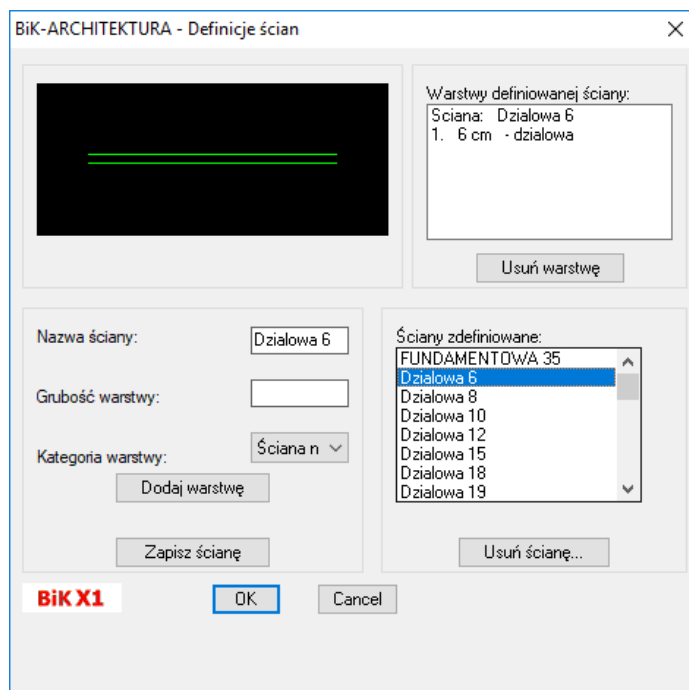 BiK-ARCHITEKTURA - Definicje ścian
Warstwy definiowanej ściany:
Sciana: Dzialowa 6
1. 6 cm - dzialowa
Usuń warstwę
Nazwa ściany:
Dzialowa 6
Grubość warstwy:
Kategoria warstwy:
Ściana n
Dodaj warstwę
Zapisz ścianę
Ściany zdefiniowane:
FUNDAMENTOWA 35
Dzialowa 6
Dzialowa 8
Dzialowa 10
Dzialowa 12
Dzialowa 15
Dzialowa 18
Dzialowa 19
Usuń ścianę...
BiK X1
OK
Cancel